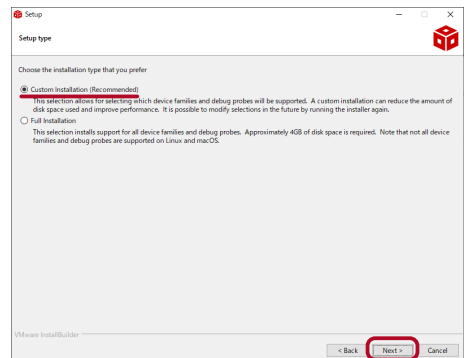 Setup
Setup type
Choose the installation type that you prefer
Custom Installation (Recommended)
This selection allows for selecting which device families and debug probes will be supported. A custom installation can reduce the amount of
disk space used and improve performance. It is possible to modify selections in the future by running the installer again.
Full Installation
This selection installs support for all device families and debug probes. Approximately 4GB of disk space is required. Note that not all device
families and debug probes are supported on Linux and macOS.
VMware InstallBuilder
< Back Next > Cancel